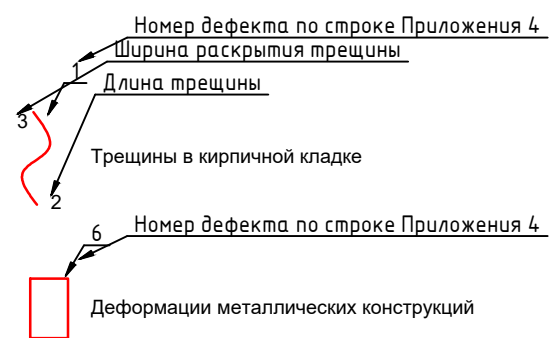 Номер дефекта по строке Приложения 4
Ширина раскрытия трещины
1
Длина трещины
3
Трещины в кирпичной кладке
2
Номер дефекта по строке Приложения 4
6
Деформации металлических конструкций